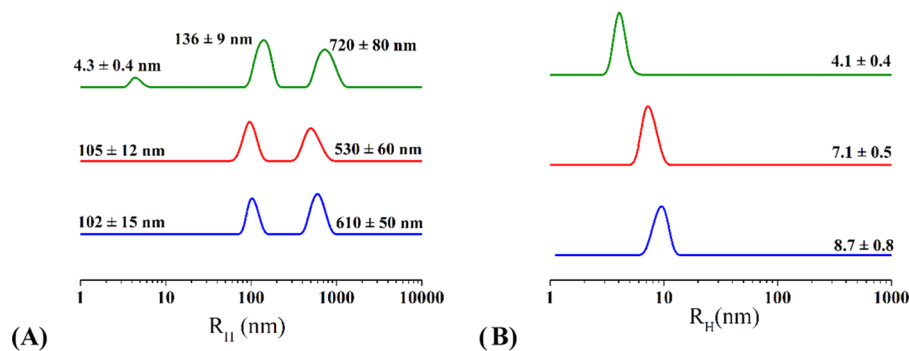 136 ± 9 nm
720 ± 80 nm
4.3 ± 0.4 nm
105 ± 12 nm
530 ± 60 nm
102 ± 15 nm
610 ± 50 nm
1 10 100 1000 10000
R_H (nm)
(A)
4.1 ± 0.4
7.1 ± 0.5
8.7 ± 0.8
1 10 100 1000
R_H(nm)
(B)